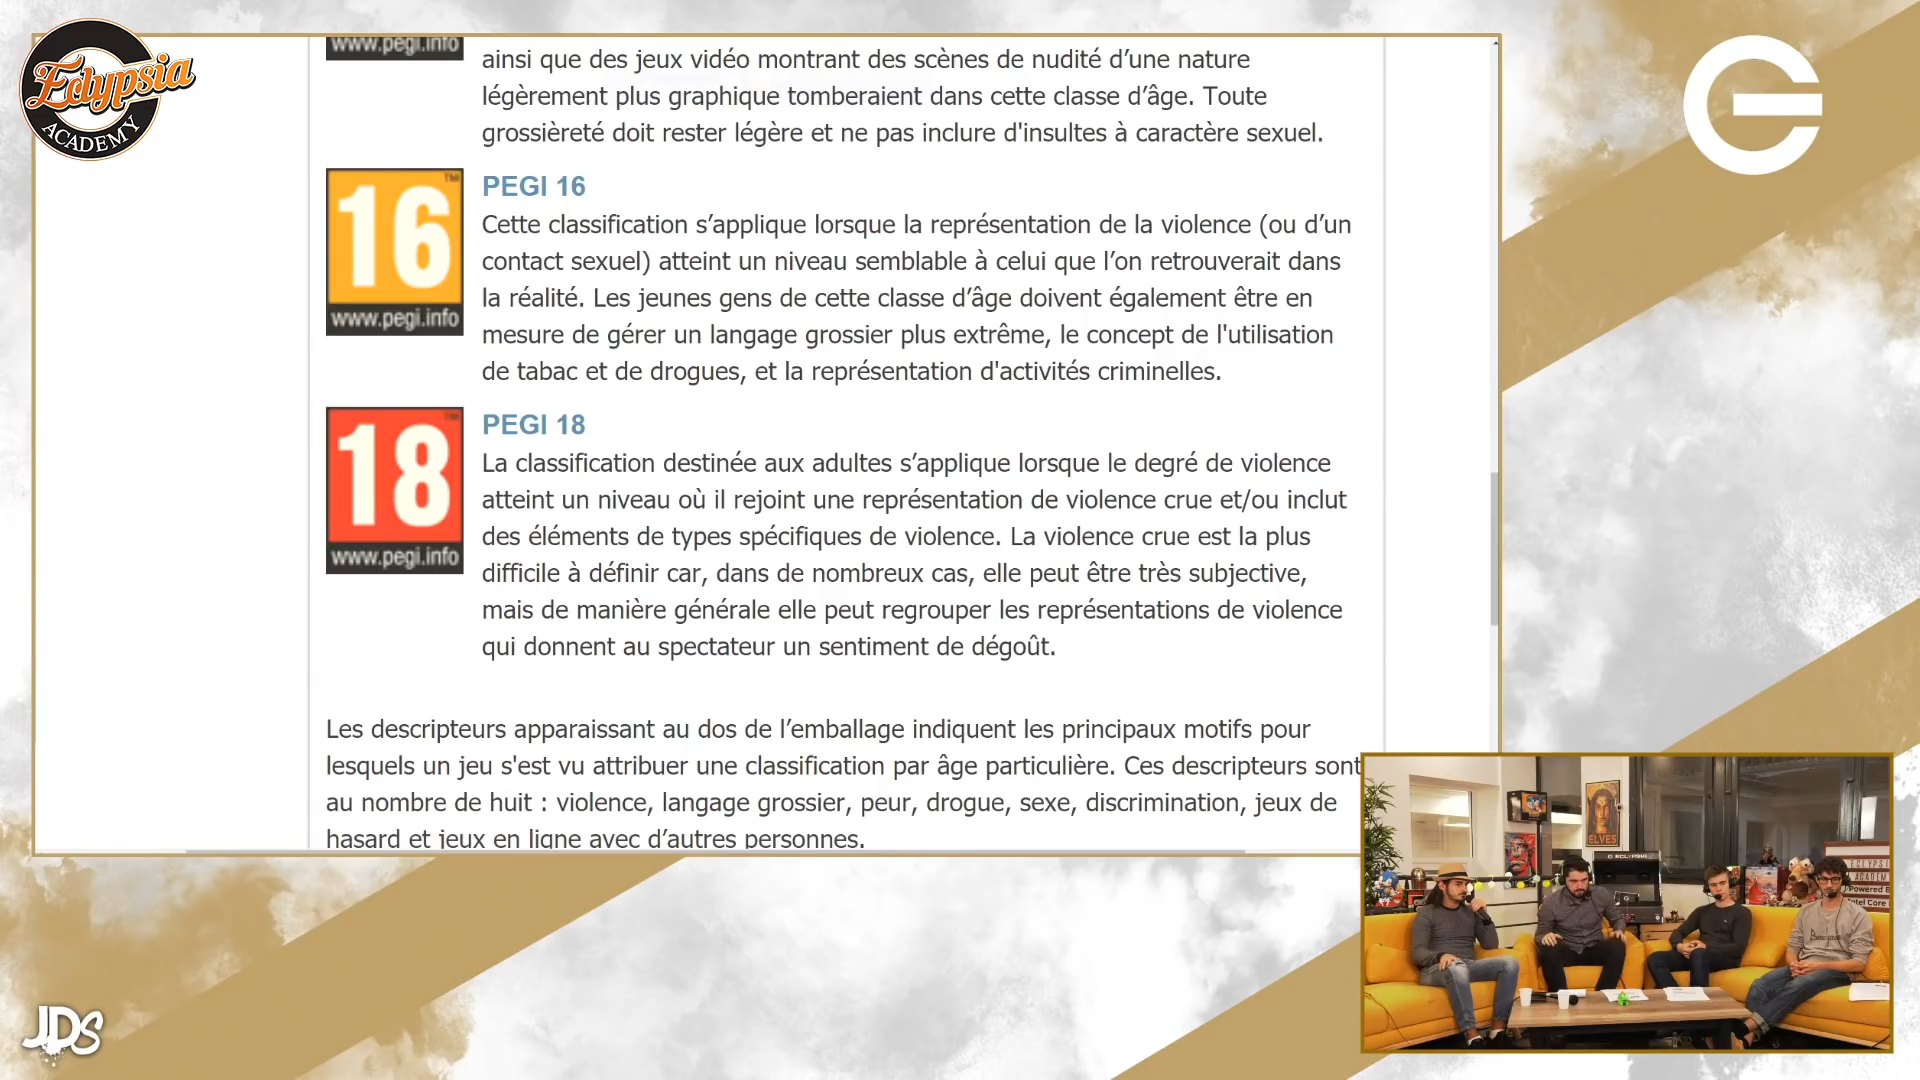 Eclypsia
ACADEMY
www.pegi.info
ainsi que des jeux vidéo montrant des scènes de nudité d’une nature
légèrement plus graphique tomberaient dans cette classe d’âge. Toute
grossièreté doit rester légère et ne pas inclure d'insultes à caractère sexuel.
16
TM
www.pegi.info
PEGI 16
Cette classification s’applique lorsque la représentation de la violence (ou d’un
contact sexuel) atteint un niveau semblable à celui que l’on retrouverait dans
la réalité. Les jeunes gens de cette classe d’âge doivent également être en
mesure de gérer un langage grossier plus extrême, le concept de l'utilisation
de tabac et de drogues, et la représentation d'activités criminelles.
18
TM
www.pegi.info
PEGI 18
La classification destinée aux adultes s’applique lorsque le degré de violence
atteint un niveau où il rejoint une représentation de violence crue et/ou inclut
des éléments de types spécifiques de violence. La violence crue est la plus
difficile à définir car, dans de nombreux cas, elle peut être très subjective,
mais de manière générale elle peut regrouper les représentations de violence
qui donnent au spectateur un sentiment de dégoût.
Les descripteurs apparaissant au dos de l’emballage indiquent les principaux motifs pour
lesquels un jeu s'est vu attribuer une classification par âge particulière. Ces descripteurs sont
au nombre de huit : violence, langage grossier, peur, drogue, sexe, discrimination, jeux de
hasard et jeux en ligne avec d’autres personnes.
ELVES
ECLYPSIA
ECLYPSI
ACADEM
Powered B
Intel Core
JDS